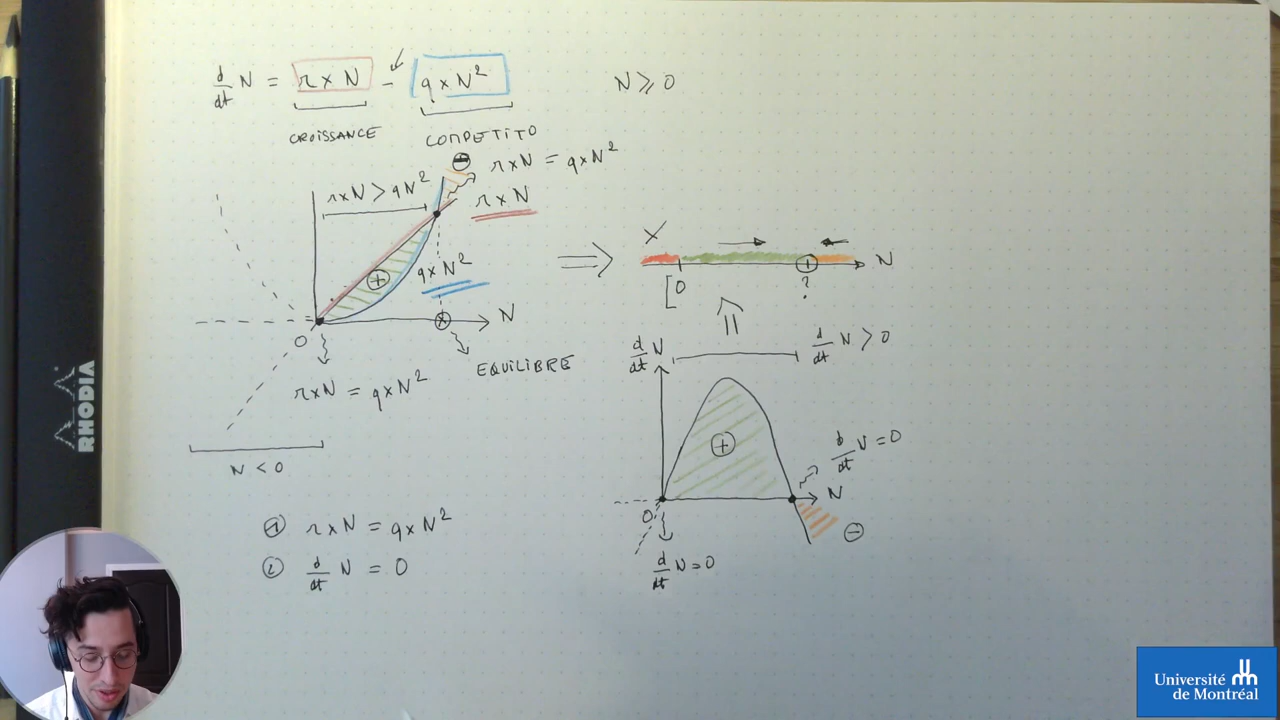 d/dt N = r x N - q x N²
N ⩾ 0
CROISSANCE
COMPETITO
r x N = q x N²
r x N > q N²
r x N
q x N²
N
0
EQUILIBRE
r x N = q x N²
N < 0
① r x N = q x N²
② d/dt N = 0
⇒
X
N
[0
?
d/dt N
d/dt N > 0
+
d/dt N = 0
N
0
−
d/dt N = 0
RHODIA
Université
de Montréal